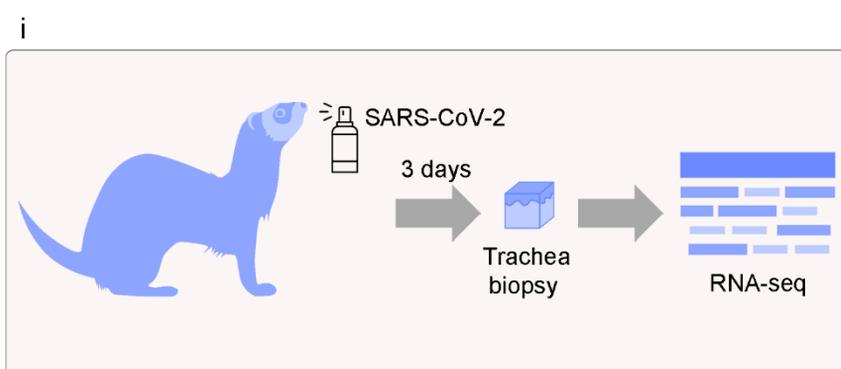 i
SARS-CoV-2
3 days
Trachea
biopsy
RNA-seq